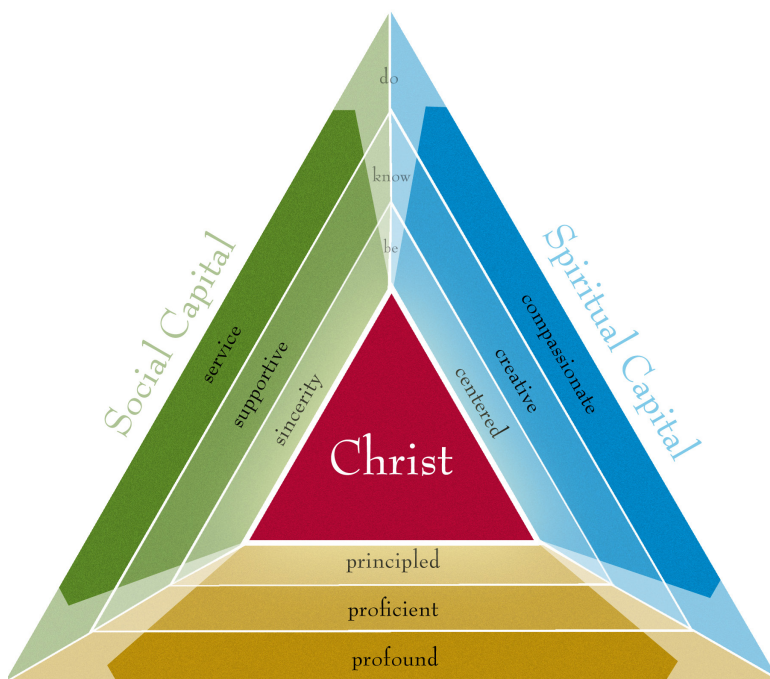 do
know
be
Social Capital
service
supportive
sincerity
Spiritual Capital
compassionate
creative
centered
Christ
principled
proficient
profound